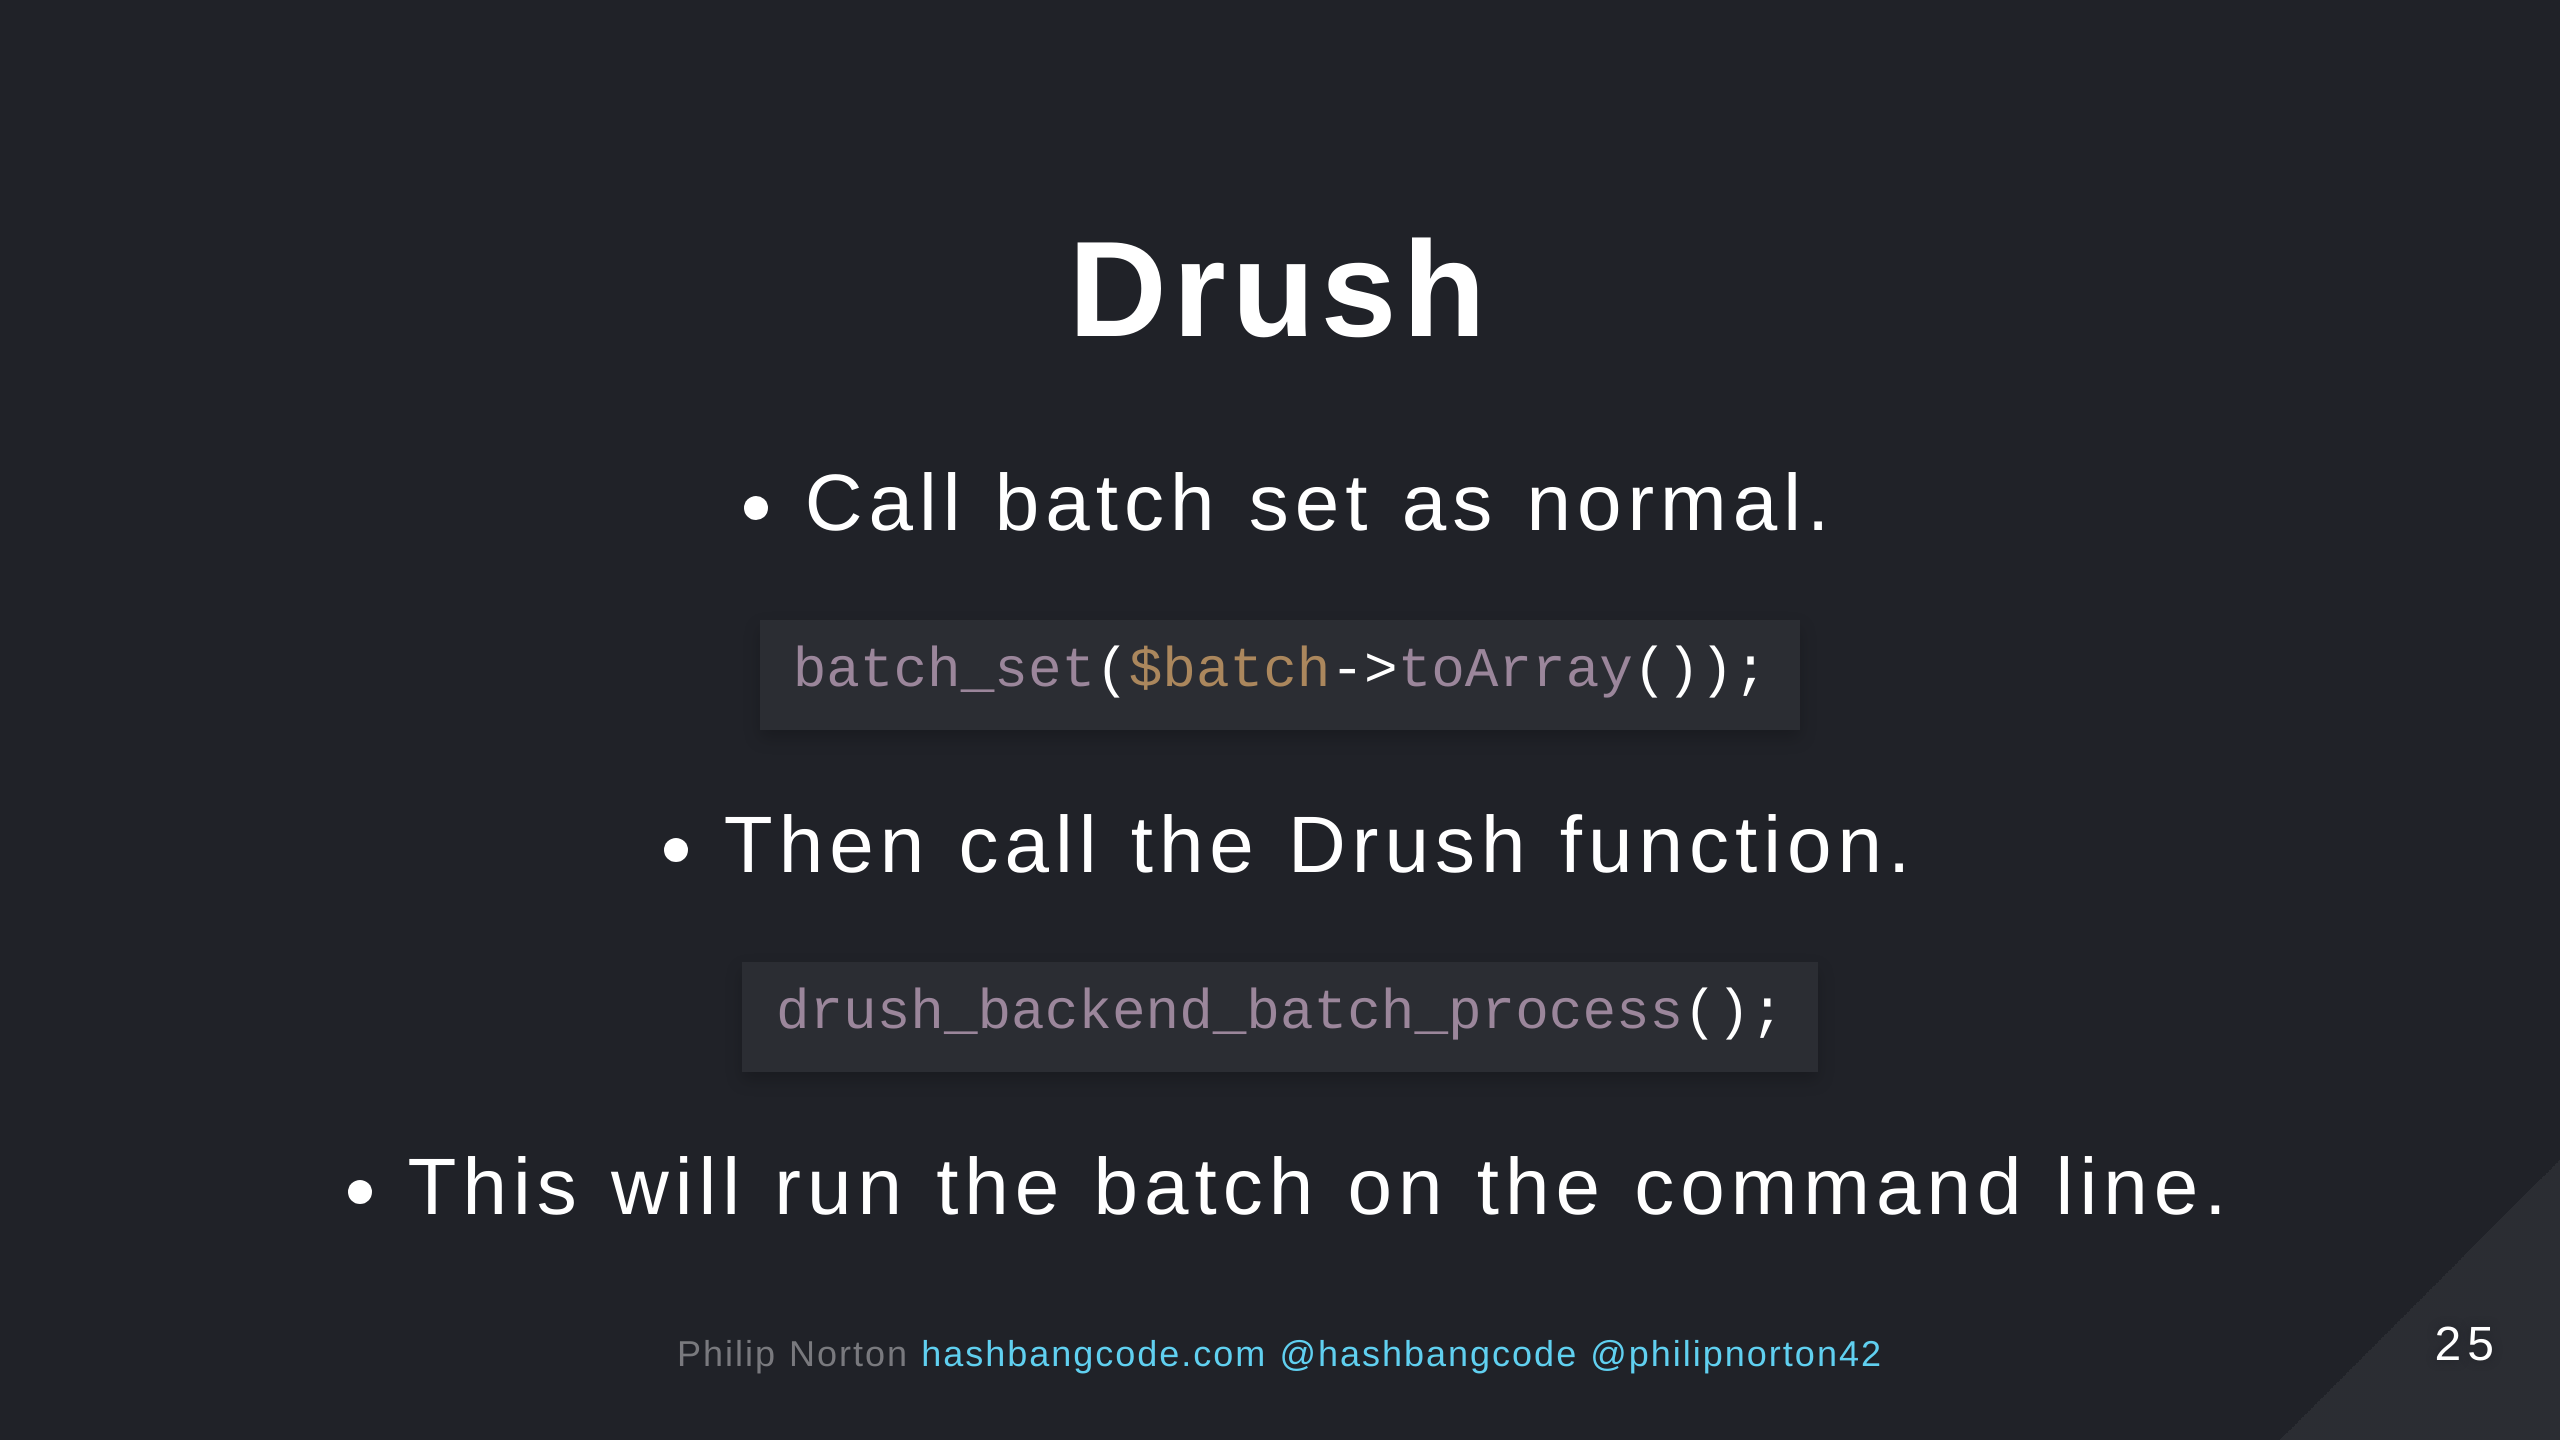 Drush
• Call batch set as normal.
batch_set($batch->toArray());
• Then call the Drush function.
drush_backend_batch_process();
• This will run the batch on the command line.
Philip Norton hashbangcode.com @hashbangcode @philipnorton42
25